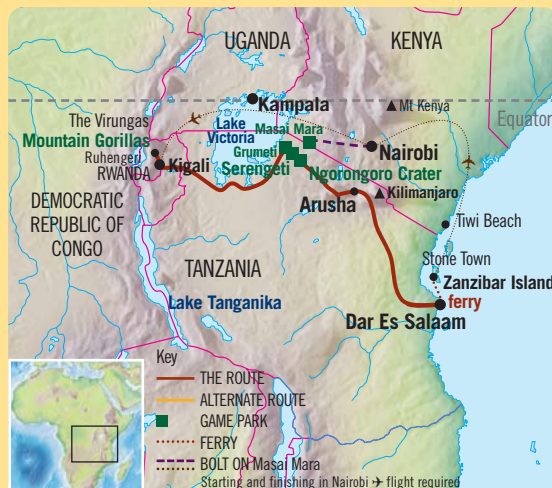 UGANDA
KENYA
Kampala
Mt Kenya
Equator
The Virungas
Mountain Gorillas
Ruhengeri
RWANDA
Kigali
Lake
Victoria
Masai Mara
Grumeti
Serengeti
Nairobi
Ngorongoro Crater
Kilimanjaro
Arusha
DEMOCRATIC
REPUBLIC OF
CONGO
Tiwi Beach
Stone Town
TANZANIA
Zanzibar Island
ferry
Lake Tanganika
Dar Es Salaam
Key
THE ROUTE
ALTERNATE ROUTE
GAME PARK
FERRY
BOLT ON Masai Mara
Starting and finishing in Nairobi ✈ flight required